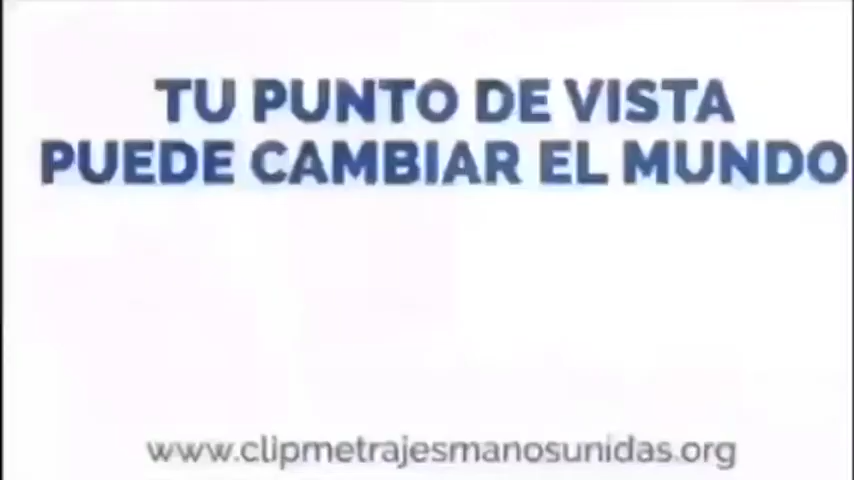 TU PUNTO DE VISTA
PUEDE CAMBIAR EL MUNDO
www.clipmetrajesmanosunidas.org